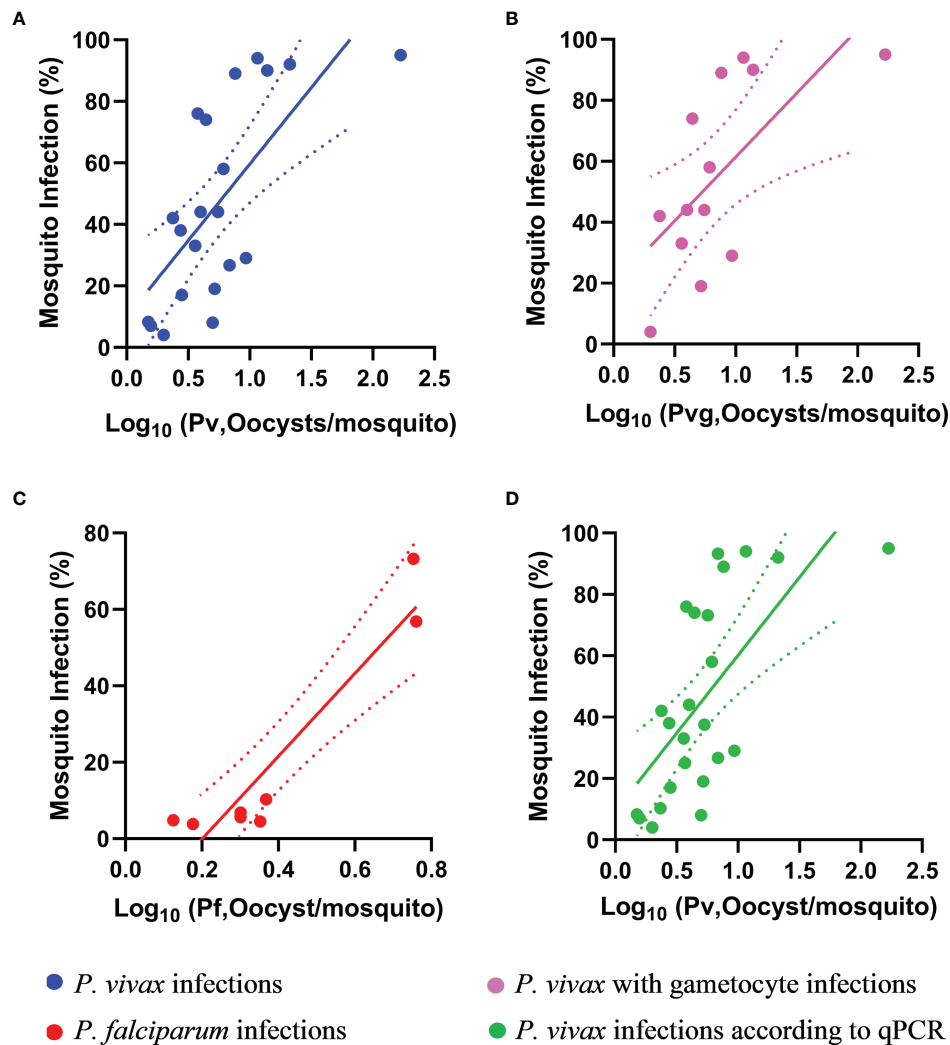 A
100
80
60
40
20
0
Mosquito Infection (%)
0.0 0.5 1.0 1.5 2.0 2.5
Log10 (Pv,Oocysts/mosquito)
B
100
80
60
40
20
0
Mosquito Infection (%)
0.0 0.5 1.0 1.5 2.0 2.5
Log10 (Pvg,Oocysts/mosquito)
C
80
60
40
20
0
Mosquito Infection (%)
0.0 0.2 0.4 0.6 0.8
Log10 (Pf,Oocyst/mosquito)
D
100
80
60
40
20
0
Mosquito Infection (%)
0.0 0.5 1.0 1.5 2.0 2.5
Log10 (Pv,Oocyst/mosquito)
P. vivax infections
P. vivax with gametocyte infections
P. falciparum infections
P. vivax infections according to qPCR